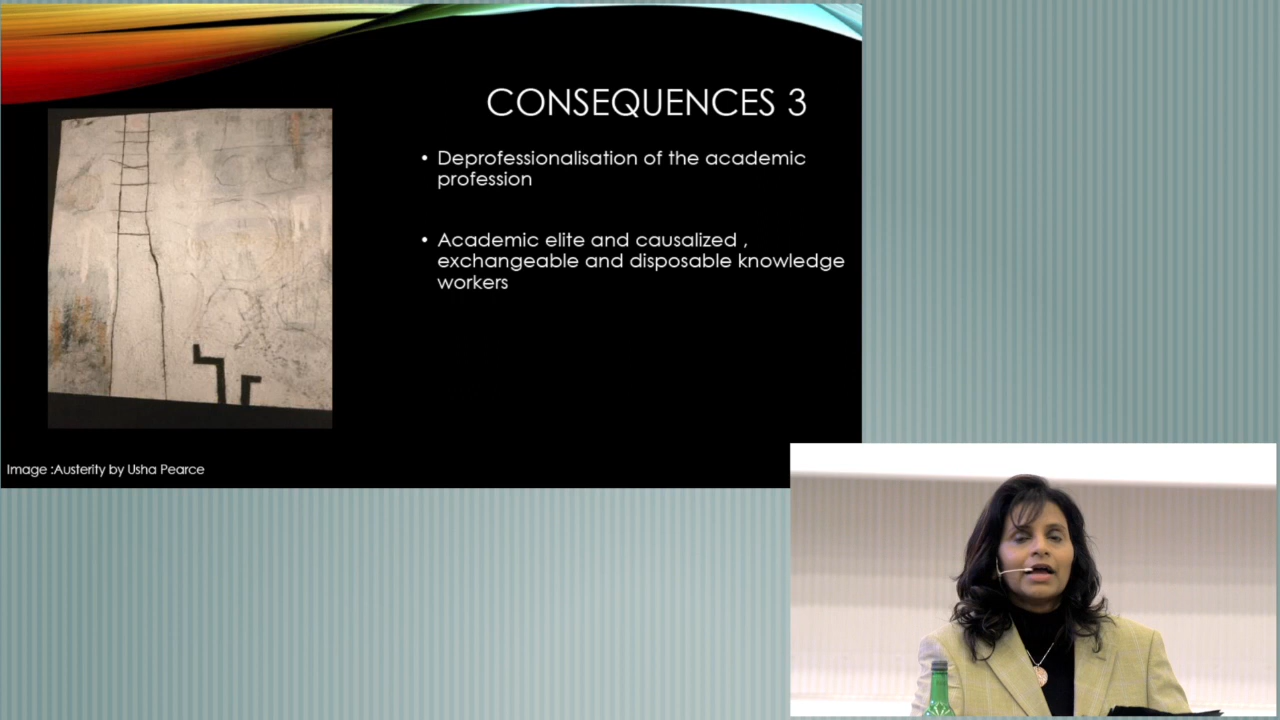 CONSEQUENCES 3
• Deprofessionalisation of the academic
profession
• Academic elite and causalized ,
exchangeable and disposable knowledge
workers
Image :Austerity by Usha Pearce